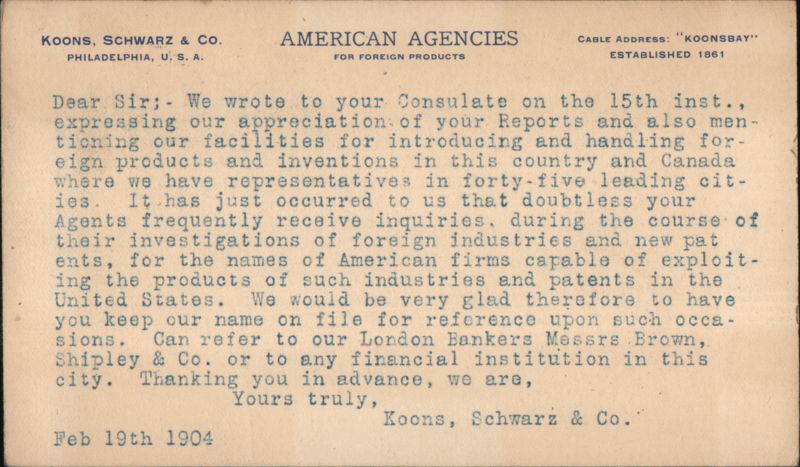 KOONS, SCHWARZ & CO.
PHILADELPHIA, U. S. A.
AMERICAN AGENCIES
FOR FOREIGN PRODUCTS
CABLE ADDRESS: "KOONSBAY"
ESTABLISHED 1861
Dear Sir;- We wrote to your Consulate on the 15th inst.,
expressing our appreciation of your Reports and also men-
tioning our facilities for introducing and handling for-
eign products and inventions in this country and Canada
where we have representatives in forty-five leading cit-
ies. It has just occurred to us that doubtless your
Agents frequently receive inquiries, during the course of
their investigations of foreign industries and new pat
ents, for the names of American firms capable of exploit-
ing the products of such industries and patents in the
United States. We would be very glad therefore to have
you keep our name on file for reference upon such occa-
sions. Can refer to our London Bankers Messrs Brown,
Shipley & Co. or to any financial institution in this
city. Thanking you in advance, we are,
Yours truly,
Koons, Schwarz & Co.
Feb 19th 1904